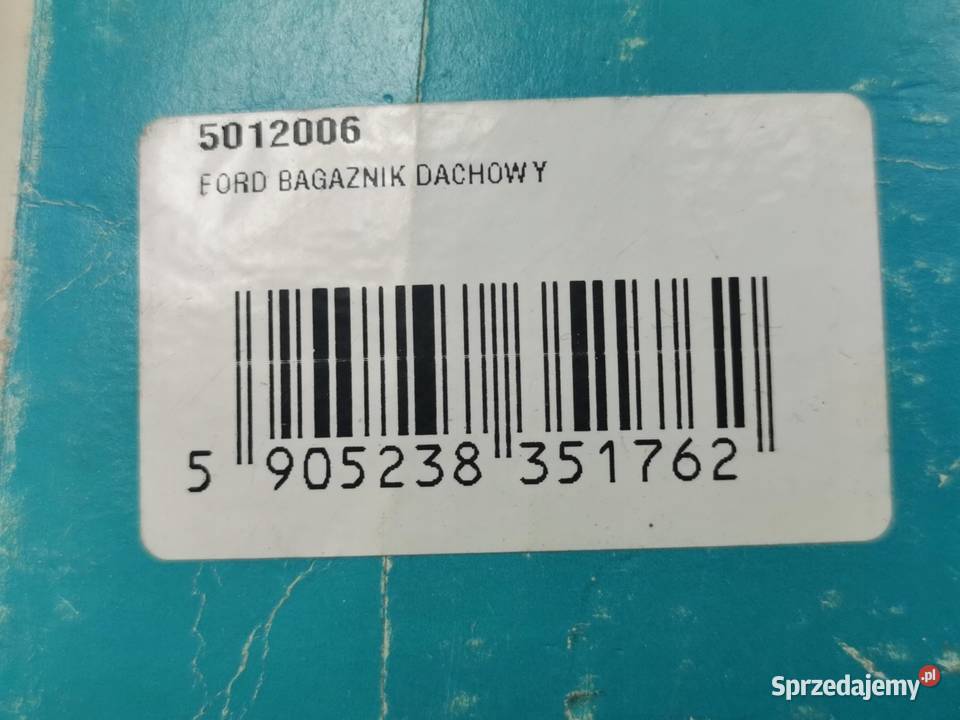 5012006
FORD BAGAZNIK DACHOWY
5 905238 351762
Sprzedajemy.pl